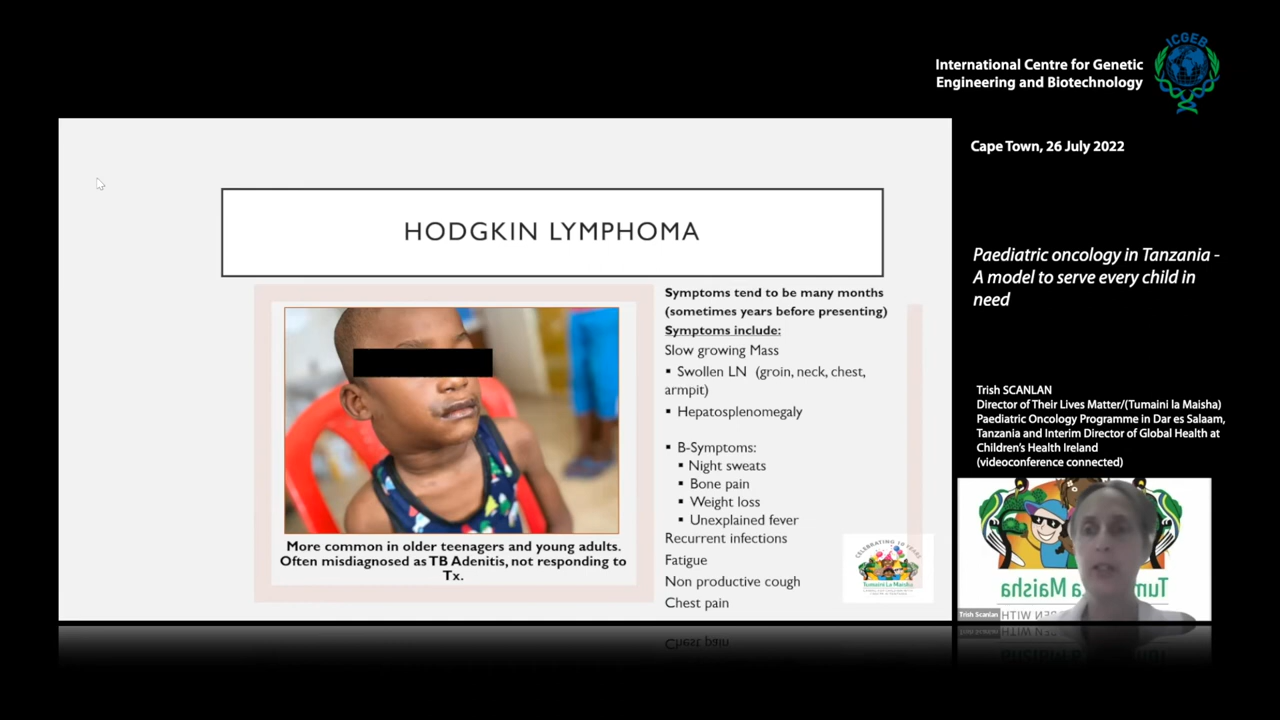 ICGEB
International Centre for Genetic
Engineering and Biotechnology
Cape Town, 26 July 2022
HODGKIN LYMPHOMA
Paediatric oncology in Tanzania -
A model to serve every child in
need
Symptoms tend to be many months
(sometimes years before presenting)
Symptoms include:
Slow growing Mass
▪ Swollen LN (groin, neck, chest,
armpit)
▪ Hepatosplenomegaly
▪ B-Symptoms:
▪ Night sweats
▪ Bone pain
▪ Weight loss
▪ Unexplained fever
Recurrent infections
Fatigue
Non productive cough
Chest pain
More common in older teenagers and young adults.
Often misdiagnosed as TB Adenitis, not responding to
Tx.
CELEBRATING 10 YEARS
Tumaini La Maisha
Trish SCANLAN
Director of Their Lives Matter/(Tumaini la Maisha)
Paediatric Oncology Programme in Dar es Salaam,
Tanzania and Interim Director of Global Health at
Children's Health Ireland
(videoconference connected)
Trish Scanlan